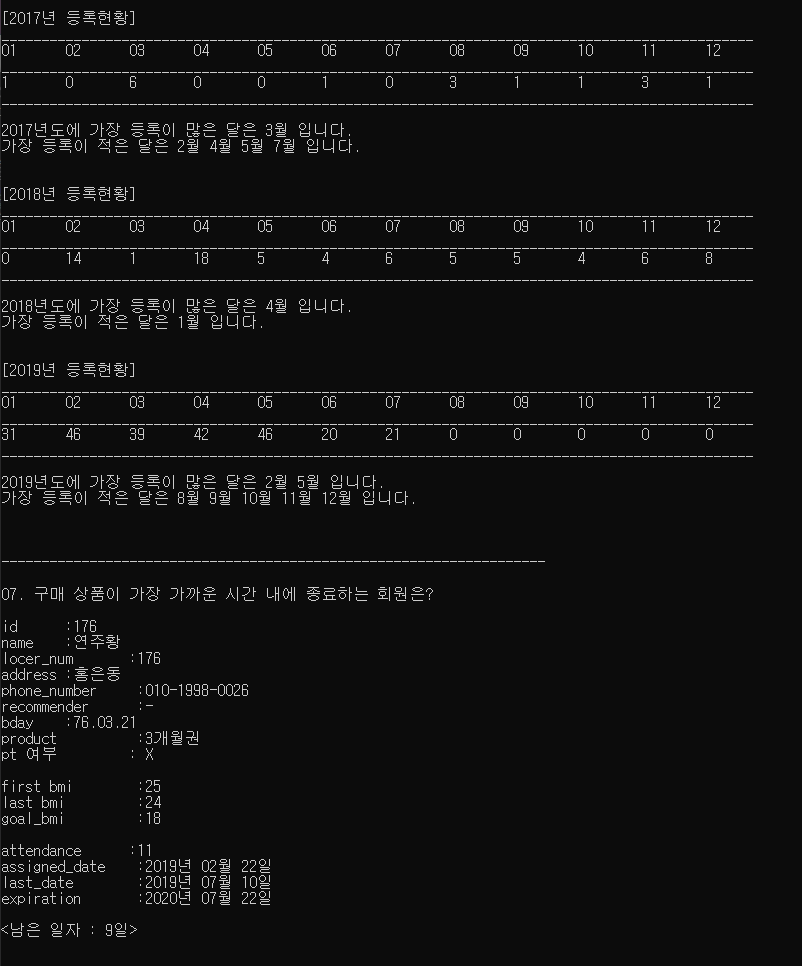 [2017년 등록현황]
----------------------------------------------------------------------------------------------
01 02 03 04 05 06 07 08 09 10 11 12
----------------------------------------------------------------------------------------------
1 0 6 0 0 1 0 3 1 1 3 1
----------------------------------------------------------------------------------------------
2017년도에 가장 등록이 많은 달은 3월 입니다.
가장 등록이 적은 달은 2월 4월 5월 7월 입니다.
[2018년 등록현황]
----------------------------------------------------------------------------------------------
01 02 03 04 05 06 07 08 09 10 11 12
----------------------------------------------------------------------------------------------
0 14 1 18 5 4 6 5 5 4 6 8
----------------------------------------------------------------------------------------------
2018년도에 가장 등록이 많은 달은 4월 입니다.
가장 등록이 적은 달은 1월 입니다.
[2019년 등록현황]
----------------------------------------------------------------------------------------------
01 02 03 04 05 06 07 08 09 10 11 12
----------------------------------------------------------------------------------------------
31 46 39 42 46 20 21 0 0 0 0 0
----------------------------------------------------------------------------------------------
2019년도에 가장 등록이 많은 달은 2월 5월 입니다.
가장 등록이 적은 달은 8월 9월 10월 11월 12월 입니다.
--------------------------------------------------------------------
07. 구매 상품이 가장 가까운 시간 내에 종료하는 회원은?
id :176
name :연주황
locer_num :176
address :홍은동
phone_number :010-1998-0026
recommender :-
bday :76.03.21
product :3개월권
pt 여부 : X
first bmi :25
last bmi :24
goal_bmi :18
attendance :11
assigned_date :2019년 02월 22일
last_date :2019년 07월 10일
expiration :2020년 07월 22일
<남은 일자 : 9일>